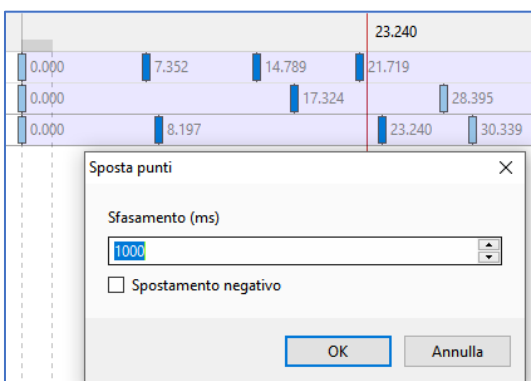 23.240
0.000 7.352 14.789 21.719
0.000 17.324 28.395
0.000 8.197 23.240 30.339
Sposta punti
Sfasamento (ms)
1000
Spostamento negativo
OK Annulla